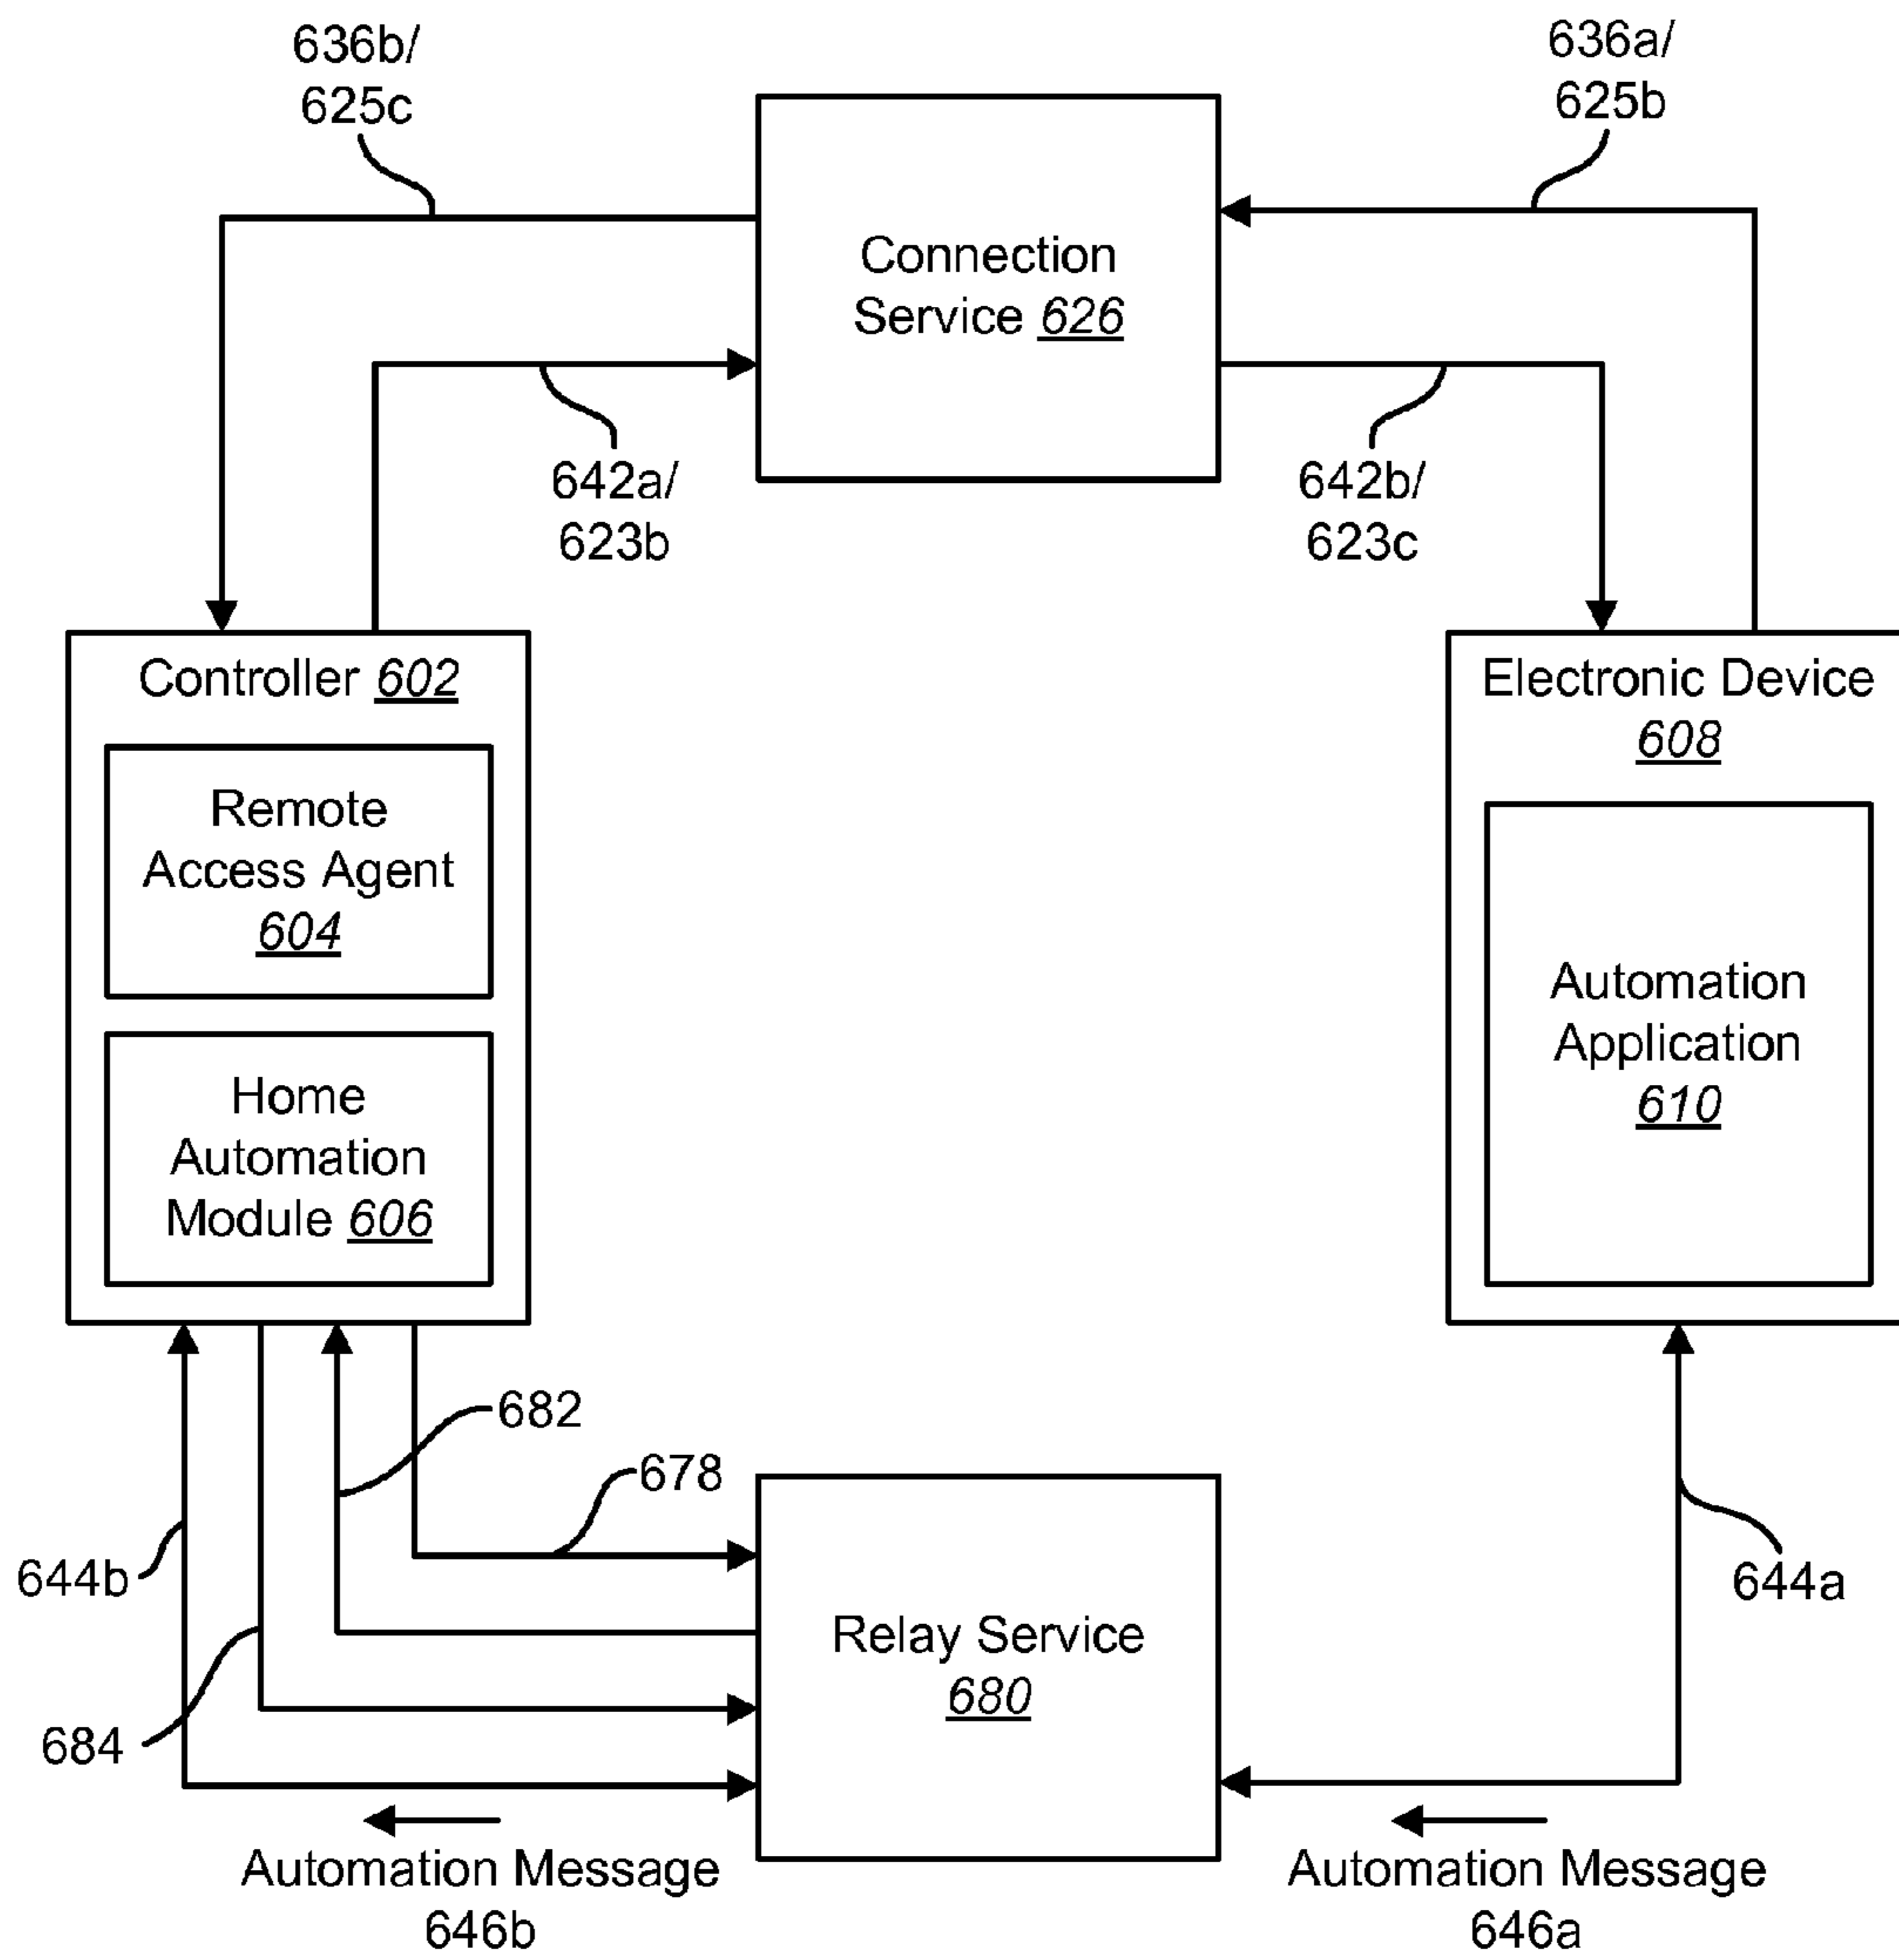 636b/
625c
636a/
625b
Connection
Service 626
642a/
623b
642b/
623c
Controller 602
Remote
Access Agent
604
Home
Automation
Module 606
Electronic Device
608
Automation
Application
610
682
678
644b
644a
Relay Service
680
684
Automation Message
646b
Automation Message
646a